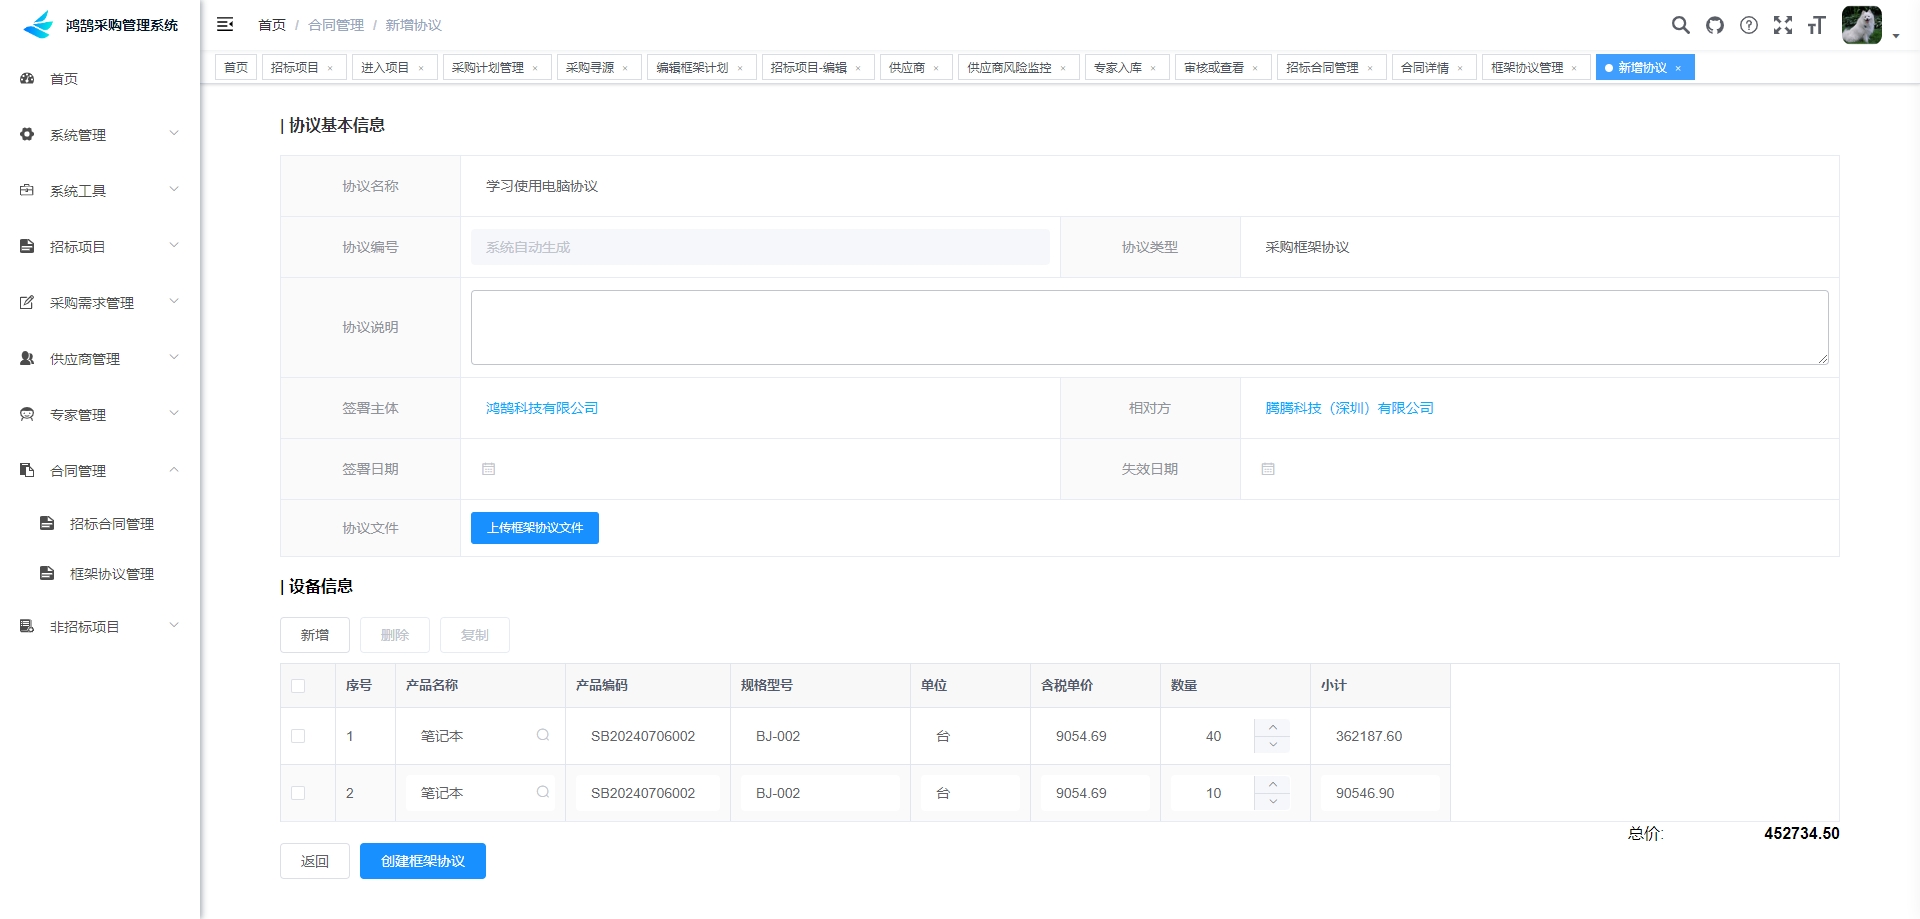 鸿鹄采购管理系统
首页 / 合同管理 / 新增协议
首页
招标项目 ×
进入项目 ×
采购计划管理 ×
采购寻源 ×
编辑框架计划 ×
招标项目-编辑 ×
供应商 ×
供应商风险监控 ×
专家入库 ×
审核或查看 ×
招标合同管理 ×
合同详情 ×
框架协议管理 ×
新增协议 ×
首页
系统管理
系统工具
招标项目
采购需求管理
供应商管理
专家管理
合同管理
招标合同管理
框架协议管理
非招标项目
| 协议基本信息
协议名称 学习使用电脑协议
协议编号 系统自动生成 协议类型 采购框架协议
协议说明
签署主体 鸿鹄科技有限公司 相对方 腾腾科技（深圳）有限公司
签署日期 失效日期
协议文件 上传框架协议文件
| 设备信息
新增 删除 复制
序号 产品名称 产品编码 规格型号 单位 含税单价 数量 小计
1 笔记本 SB20240706002 BJ-002 台 9054.69 40 362187.60
2 笔记本 SB20240706002 BJ-002 台 9054.69 10 90546.90
总价: 452734.50
返回 创建框架协议